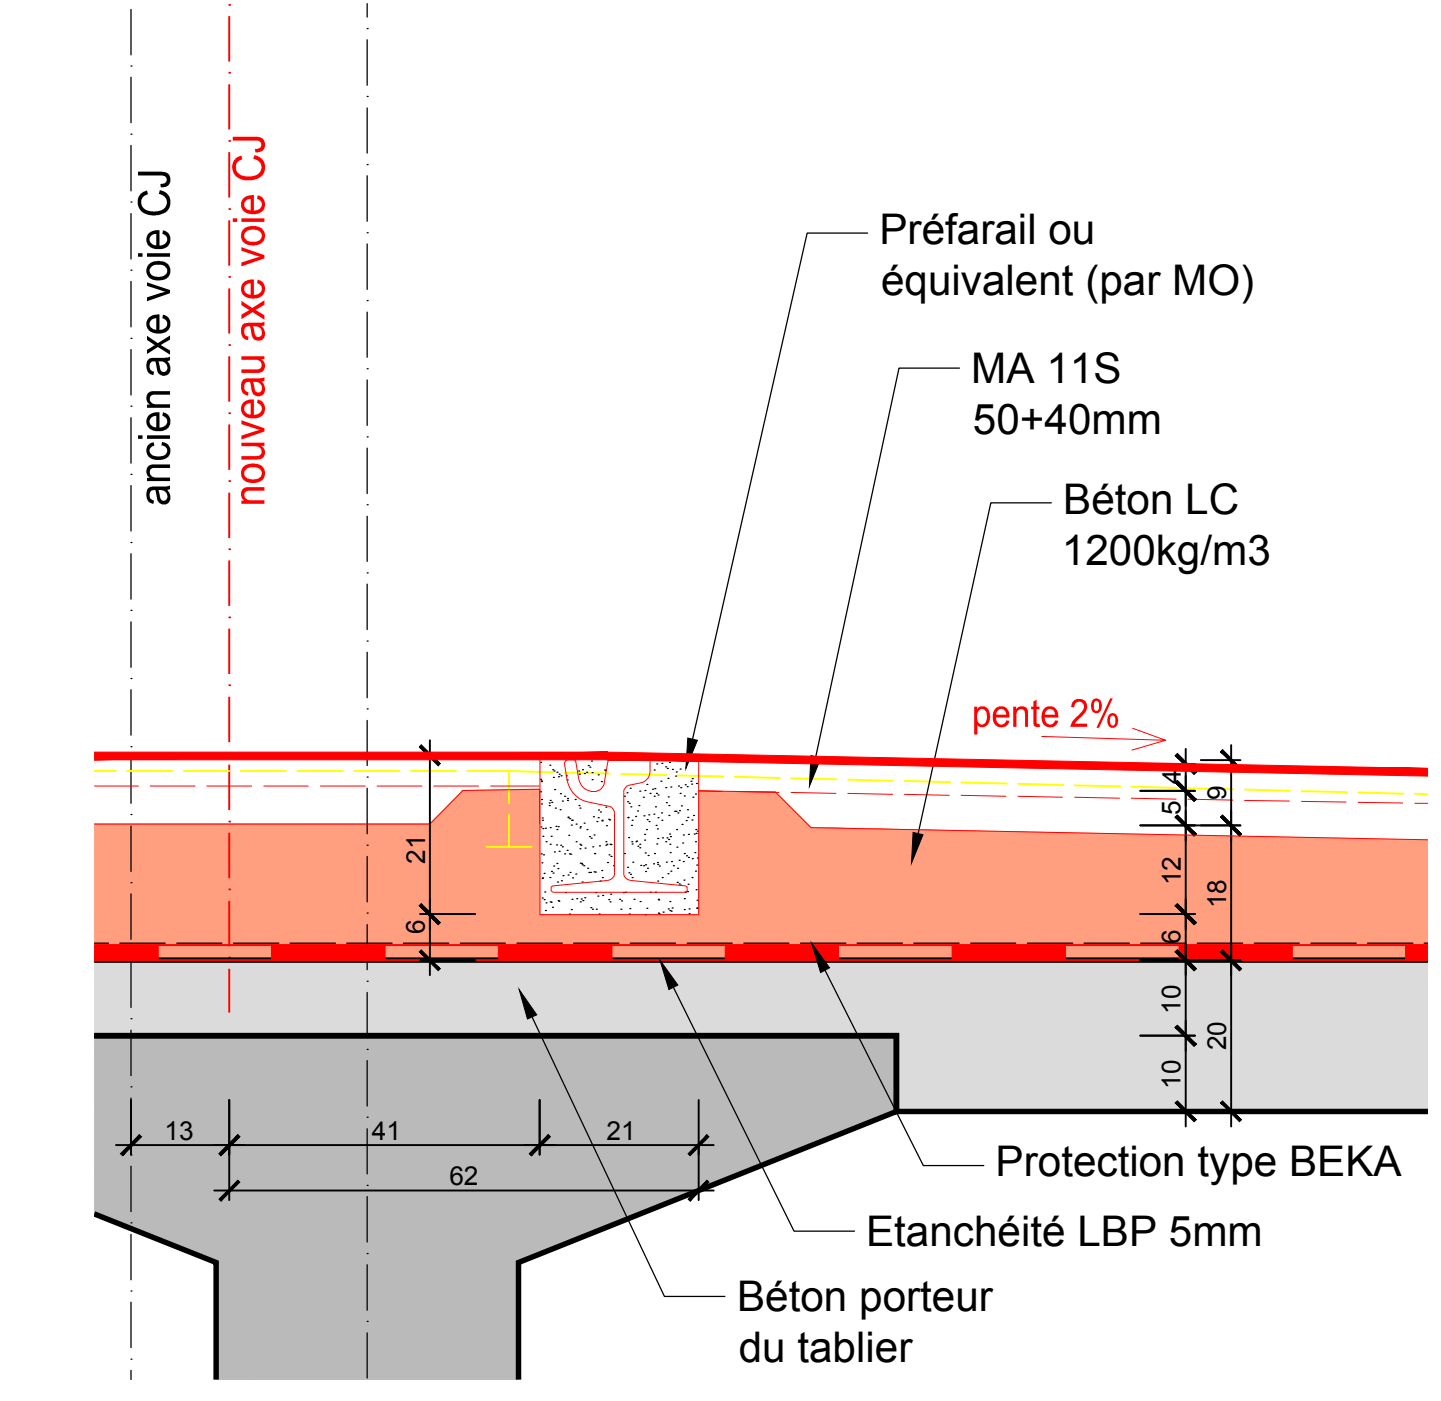 ancien axe voie CJ
nouveau axe voie CJ
Préfarail ou
équivalent (par MO)
MA 11S
50+40mm
Béton LC
1200kg/m3
pente 2%
4
9
5
21
12
18
6
6
10
20
10
13
41
21
62
Protection type BEKA
Etanchéité LBP 5mm
Béton porteur
du tablier